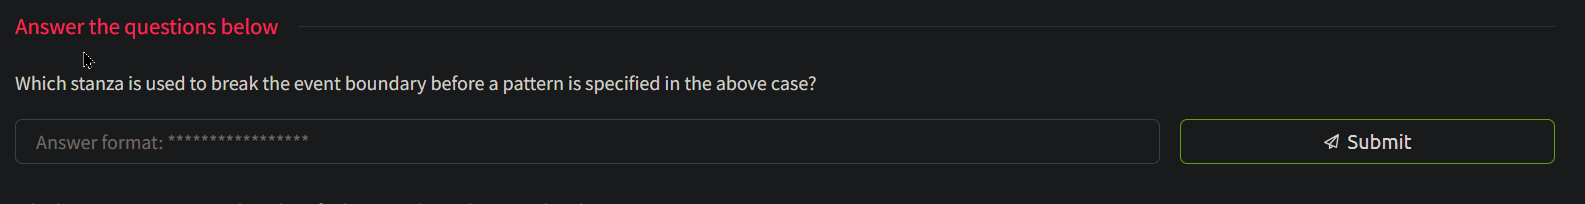 Answer the questions below
Which stanza is used to break the event boundary before a pattern is specified in the above case?
Answer format: ***************** Submit